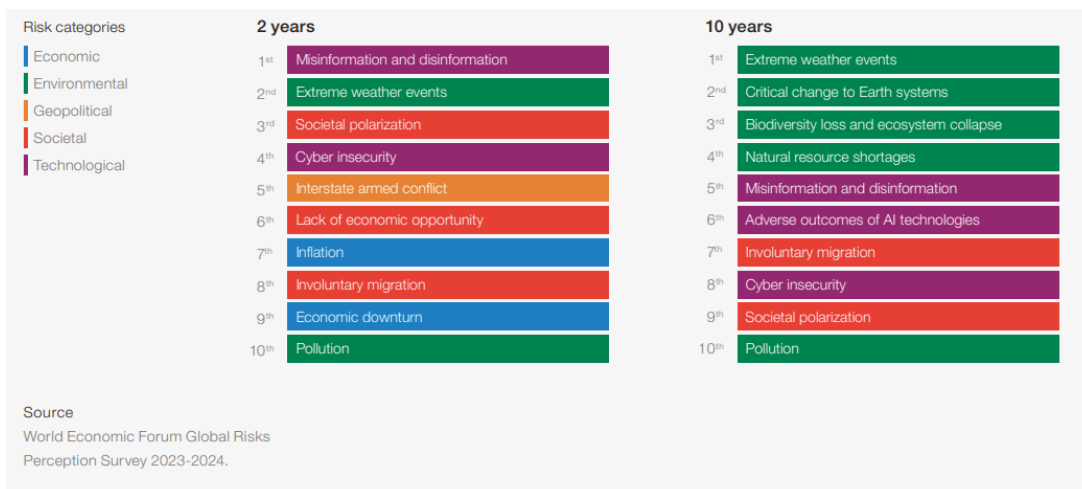 Risk categories
Economic
Environmental
Geopolitical
Societal
Technological
2 years
1st Misinformation and disinformation
2nd Extreme weather events
3rd Societal polarization
4th Cyber insecurity
5th Interstate armed conflict
6th Lack of economic opportunity
7th Inflation
8th Involuntary migration
9th Economic downturn
10th Pollution
10 years
1st Extreme weather events
2nd Critical change to Earth systems
3rd Biodiversity loss and ecosystem collapse
4th Natural resource shortages
5th Misinformation and disinformation
6th Adverse outcomes of AI technologies
7th Involuntary migration
8th Cyber insecurity
9th Societal polarization
10th Pollution
Source
World Economic Forum Global Risks
Perception Survey 2023-2024.